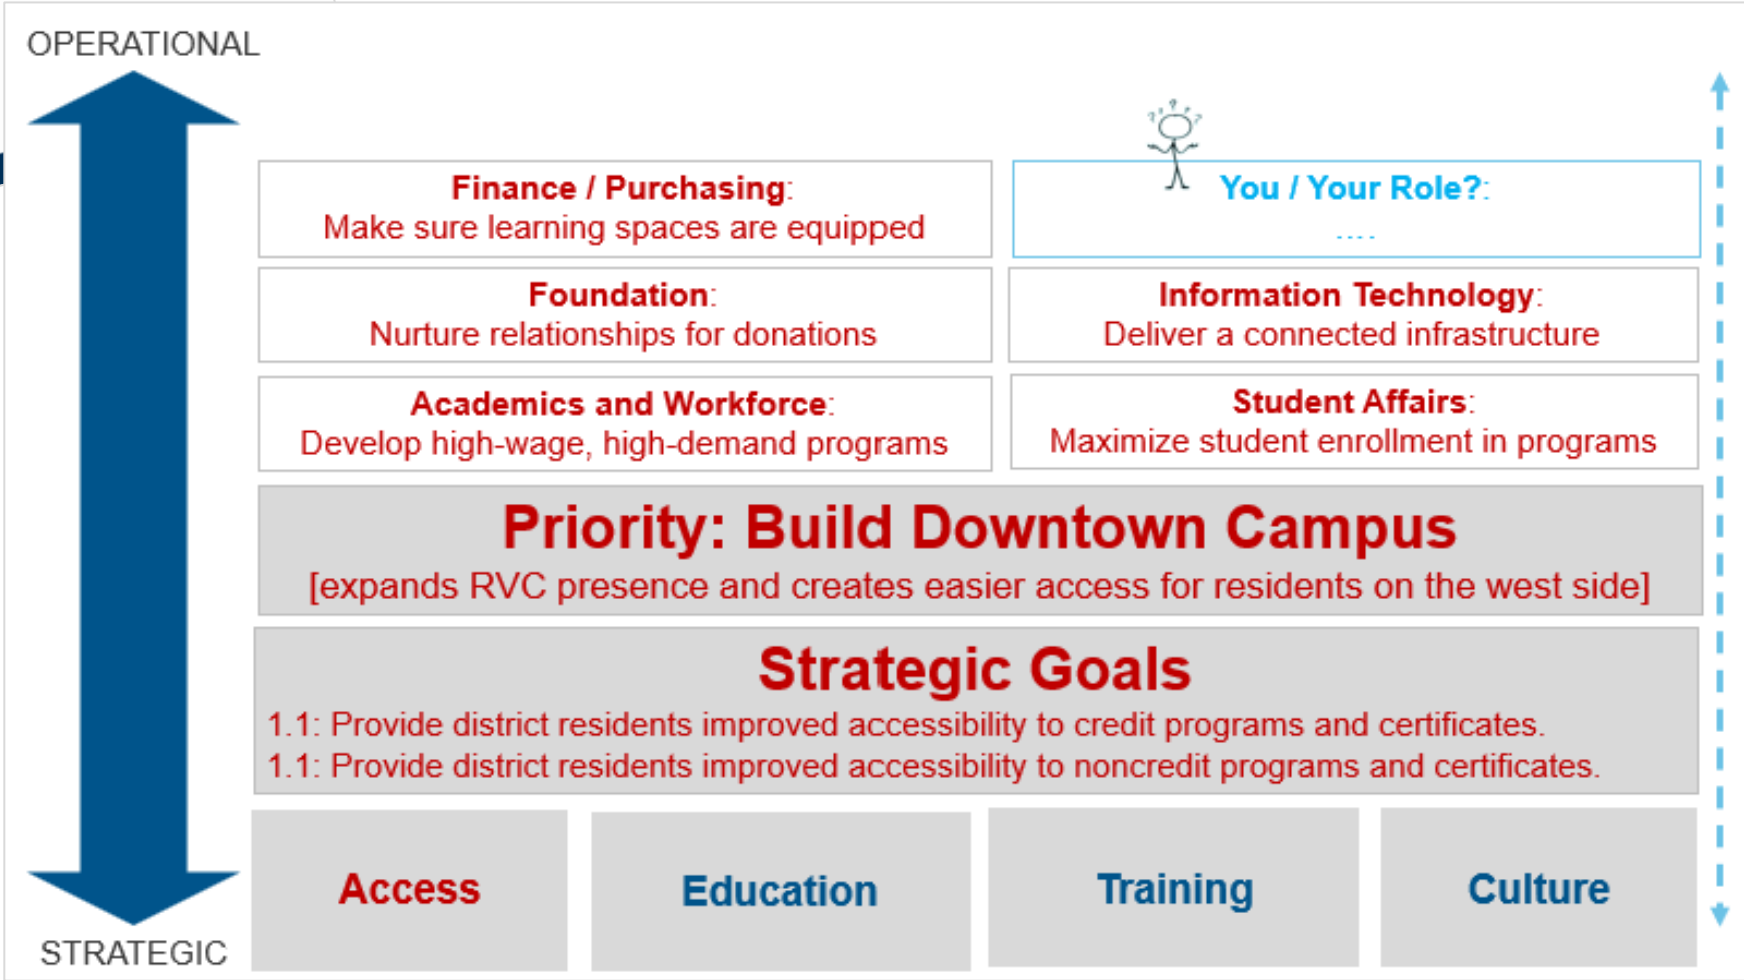 OPERATIONAL
Finance / Purchasing:
Make sure learning spaces are equipped
? ? ? ? ?
You / Your Role?:
....
Foundation:
Nurture relationships for donations
Information Technology:
Deliver a connected infrastructure
Academics and Workforce:
Develop high-wage, high-demand programs
Student Affairs:
Maximize student enrollment in programs
Priority: Build Downtown Campus
[expands RVC presence and creates easier access for residents on the west side]
Strategic Goals
1.1: Provide district residents improved accessibility to credit programs and certificates.
1.1: Provide district residents improved accessibility to noncredit programs and certificates.
Access
Education
Training
Culture
STRATEGIC